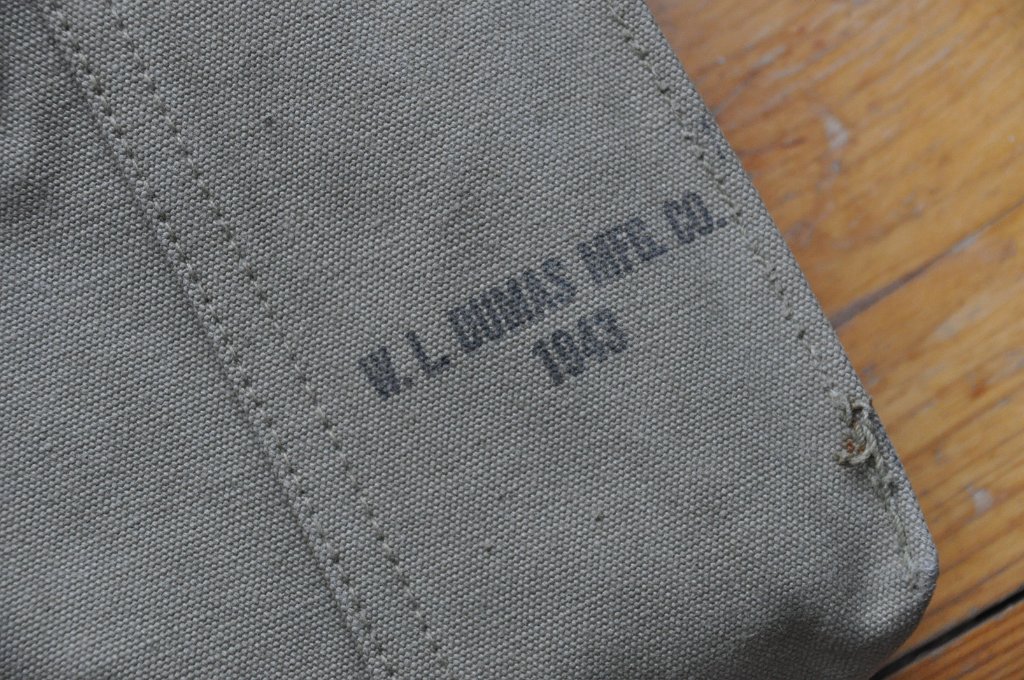 W. L. DUMAS MFG. CO.
1943